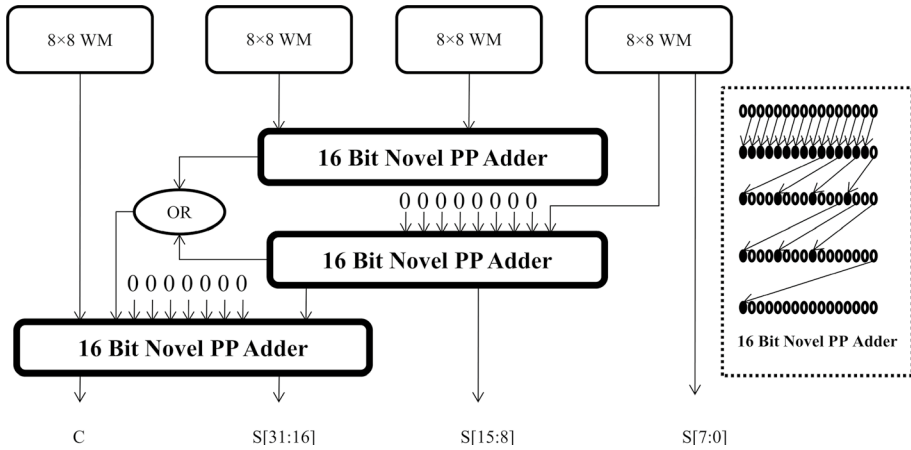 8×8 WM 8×8 WM 8×8 WM 8×8 WM
16 Bit Novel PP Adder
0 0 0 0 0 0 0 0
OR
16 Bit Novel PP Adder
0 0 0 0 0 0 0
16 Bit Novel PP Adder
16 Bit Novel PP Adder
C S[31:16] S[15:8] S[7:0]